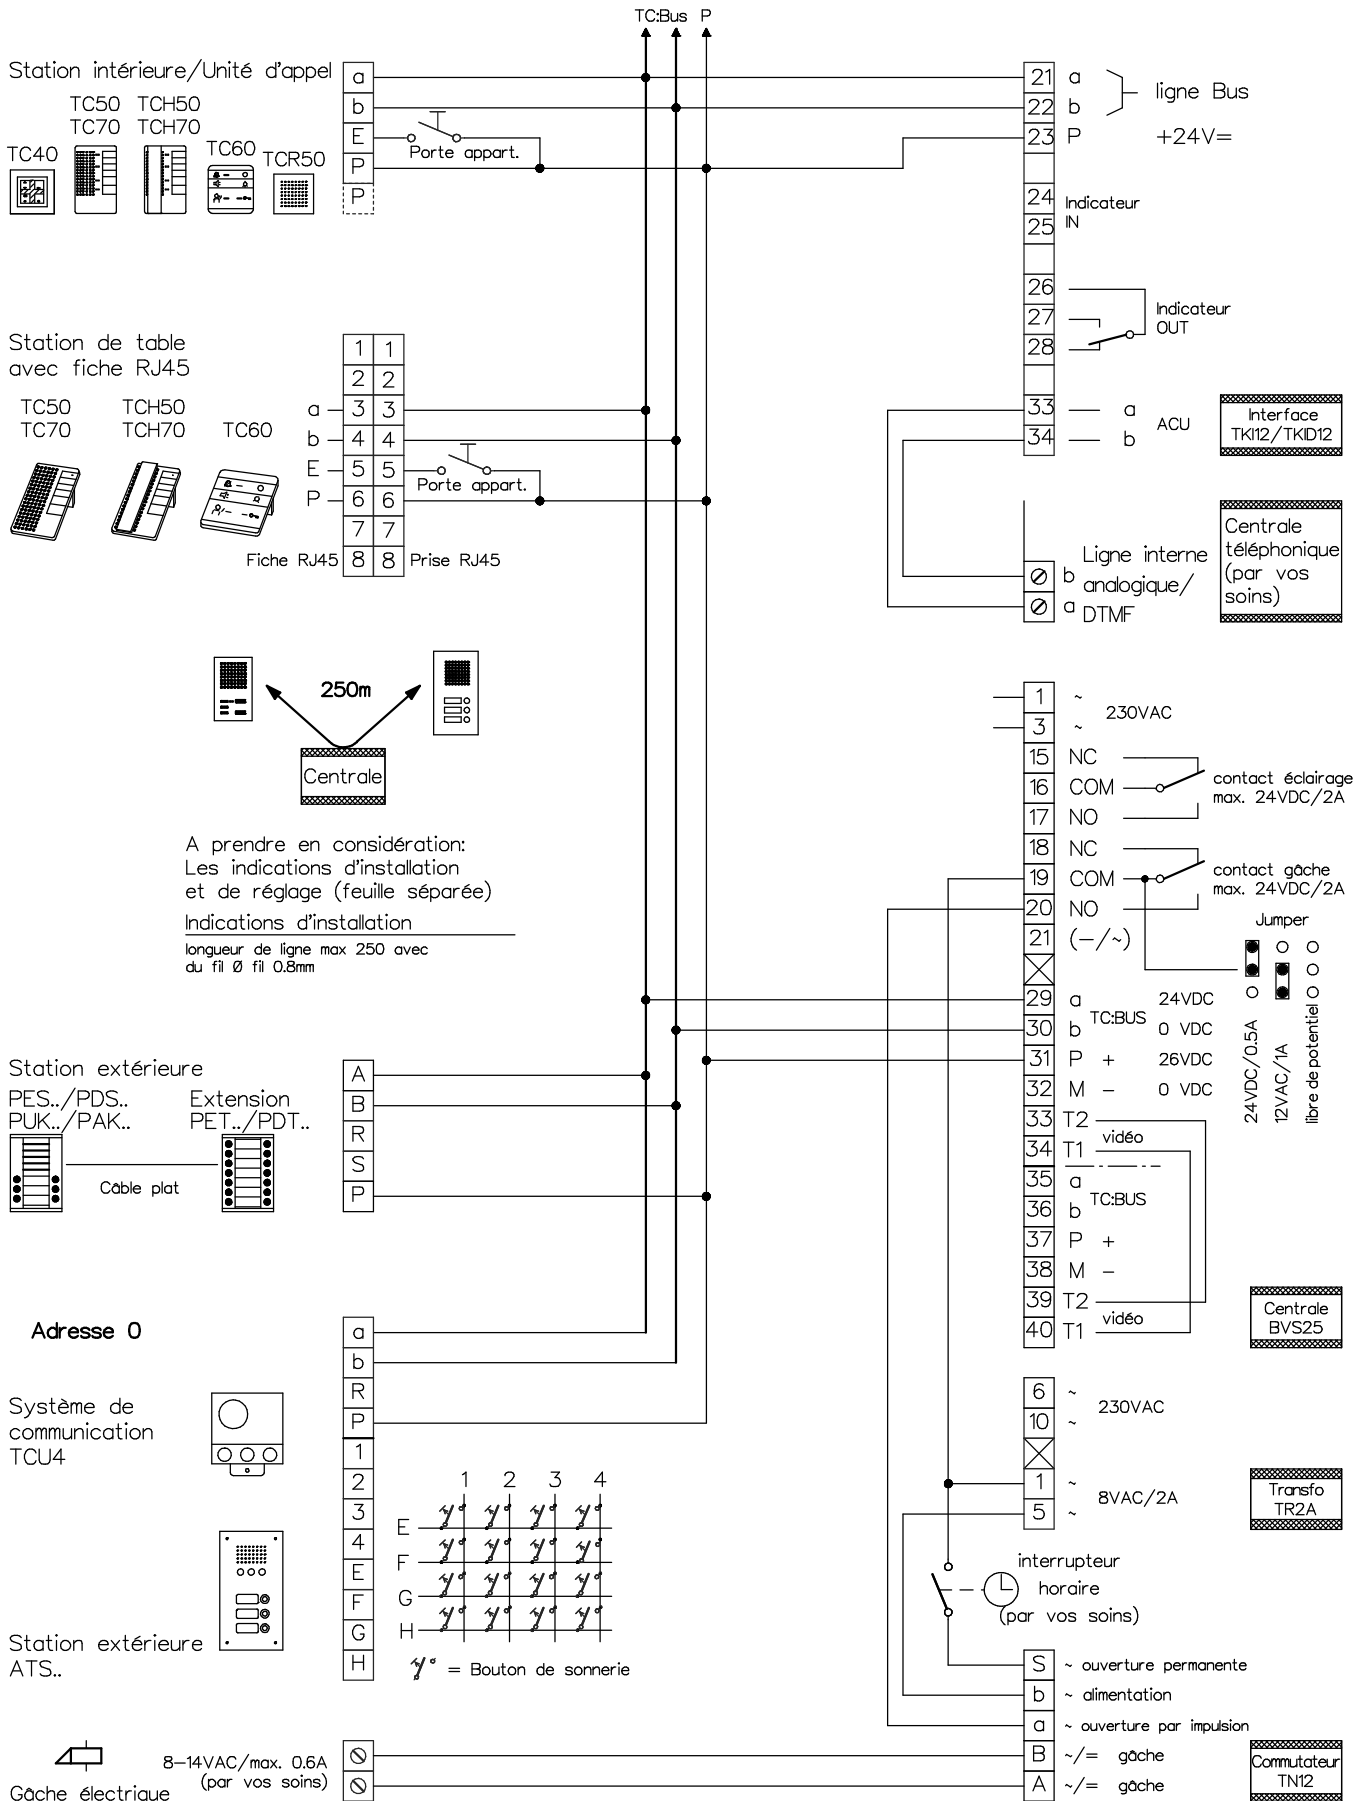 TC:Bus P
Station intérieure/Unité d'appel
TC50 TCH50
TC70 TCH70
TC40
TC60
TCR50
a
b
E
P
P
Porte appart.
21 a
22 b
23 P
ligne Bus
+24V=
24
25
Indicateur
IN
26
27
28
Indicateur
OUT
33 a
34 b
ACU
Interface
TKI12/TKID12
Station de table
avec fiche RJ45
TC50 TCH50
TC70 TCH70 TC60
1 1
2 2
a 3 3
b 4 4
E 5 5
P 6 6
7 7
Fiche RJ45 8 8 Prise RJ45
Porte appart.
b
a
Ligne interne
analogique/
DTMF
Centrale
téléphonique
(par vos
soins)
250m
Centrale
A prendre en considération:
Les indications d'installation
et de réglage (feuille séparée)
Indications d'installation
longueur de ligne max 250 avec
du fil Ø fil 0.8mm
1 ~
3 ~
230VAC
15 NC
16 COM
17 NO
contact éclairage
max. 24VDC/2A
18 NC
19 COM
20 NO
contact gâche
max. 24VDC/2A
21 (-/~)
Jumper
24VDC/0.5A
12VAC/1A
libre de potentiel
29 a 24VDC
30 b 0 VDC
TC:BUS
31 P + 26VDC
32 M - 0 VDC
33 T2
34 T1
vidéo
35 a
36 b
TC:BUS
37 P +
38 M -
39 T2
40 T1
vidéo
Centrale
BVS25
Station extérieure
PES../PDS.. Extension
PUK../PAK.. PET../PDT..
Câble plat
A
B
R
S
P
Adresse 0
Système de
communication
TCU4
Station extérieure
ATS..
a
b
R
P
1
2
3
4
E
F
G
H
1 2 3 4
E
F
G
H
= Bouton de sonnerie
6 ~
10 ~
230VAC
1 ~
5 ~
8VAC/2A
Transfo
TR2A
interrupteur
horaire
(par vos soins)
S ~ ouverture permanente
b ~ alimentation
a ~ ouverture par impulsion
B ~/= gâche
A ~/= gâche
Commutateur
TN12
8-14VAC/max. 0.6A
(par vos soins)
Gâche électrique